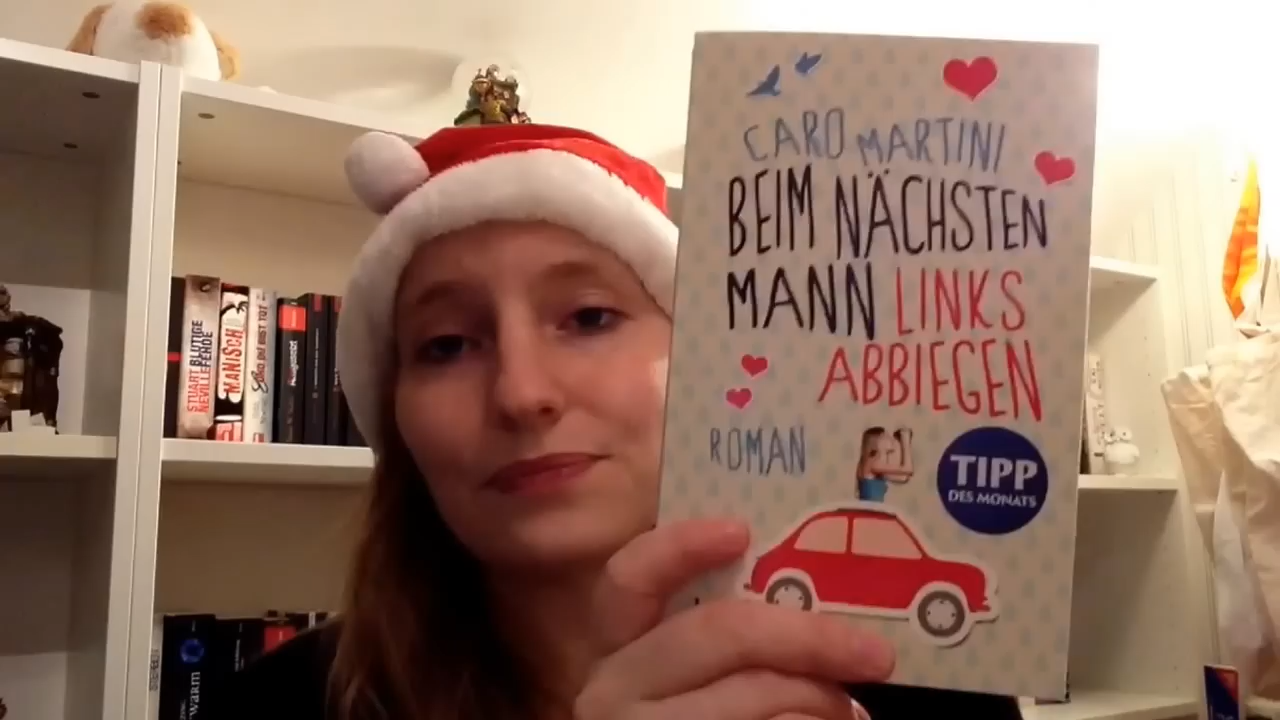 CARO MARTINI
BEIM NÄCHSTEN
MANN LINKS
ABBIEGEN
ROMAN
TIPP
DES MONATS
STUART NEVILLE
BLUTIGE FEHDE
MANISCH